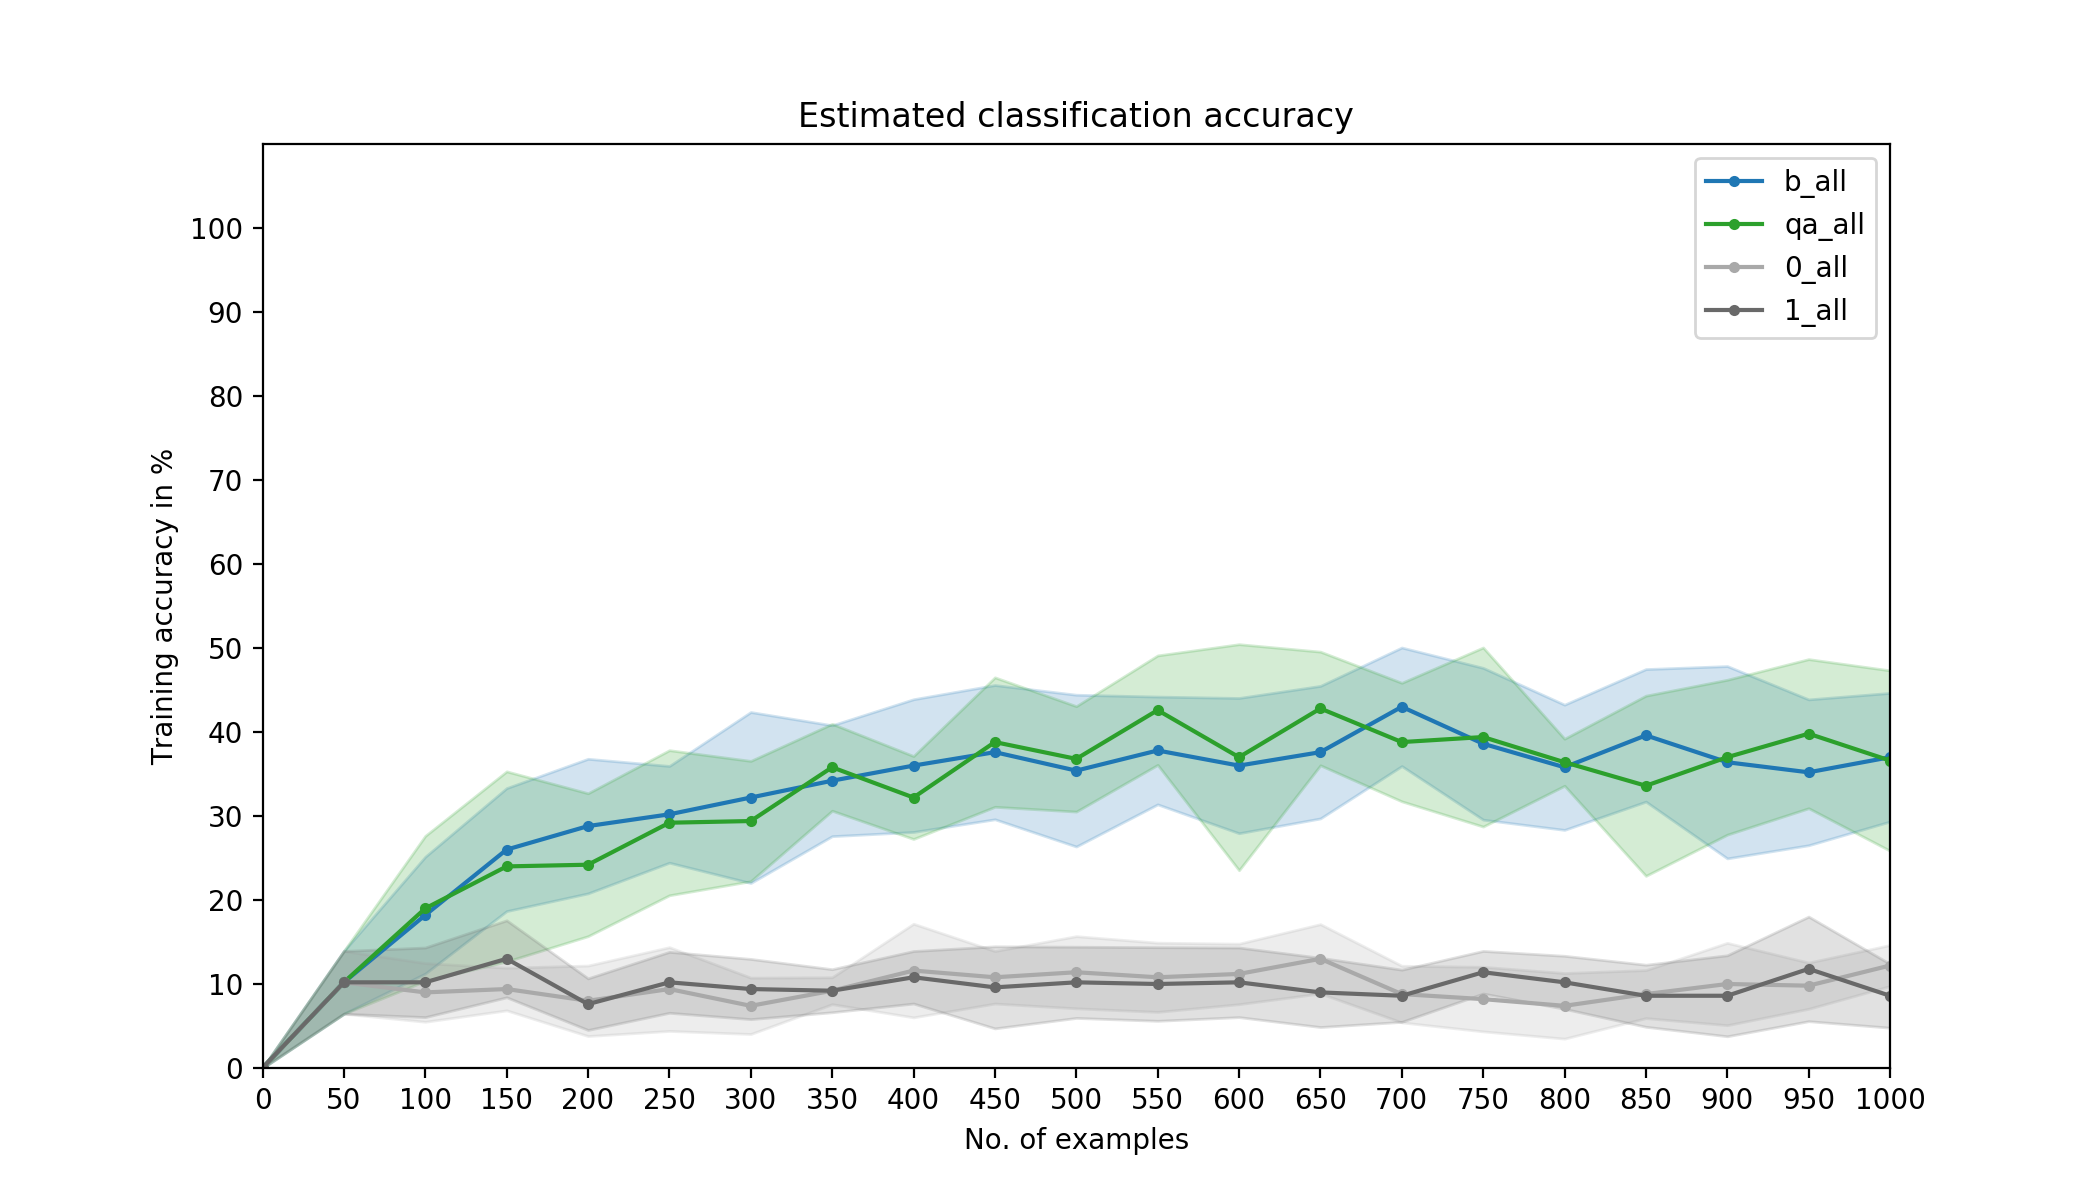 Estimated classification accuracy
b_all
qa_all
0_all
1_all
Training accuracy in %
100
90
80
70
60
50
40
30
20
10
0
0 50 100 150 200 250 300 350 400 450 500 550 600 650 700 750 800 850 900 950 1000
No. of examples